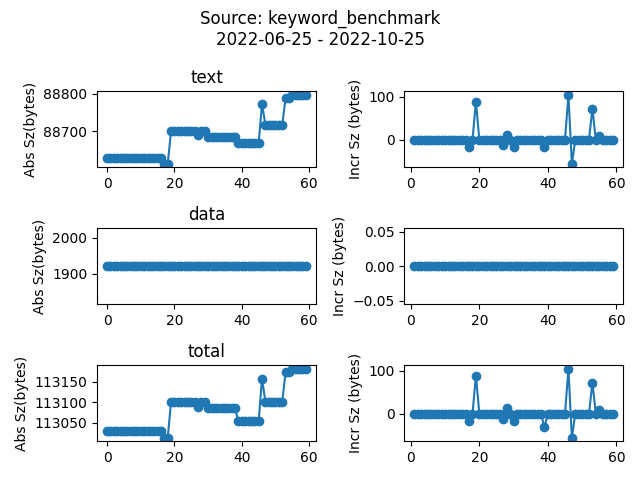 Source: keyword_benchmark
2022-06-25 - 2022-10-25
text
Abs Sz(bytes)
88800
88700
0 20 40 60
Incr Sz (bytes)
100
0
0 20 40 60
data
Abs Sz(bytes)
2000
1900
0 20 40 60
Incr Sz (bytes)
0.05
0.00
−0.05
0 20 40 60
total
Abs Sz(bytes)
113150
113100
113050
0 20 40 60
Incr Sz (bytes)
100
0
0 20 40 60